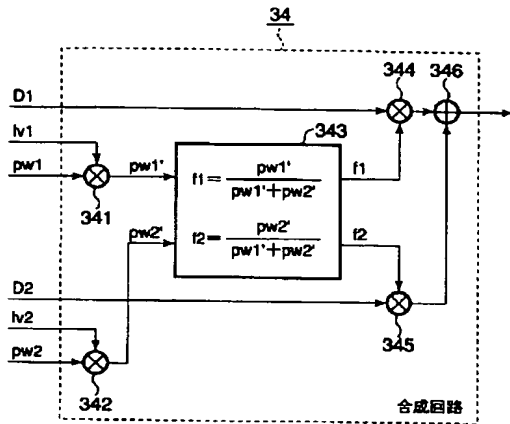 34
344
346
D1
lv1
343
pw1
pw1'
f1= pw1' / pw1'+pw2'
f1
341
pw2'
f2= pw2' / pw1'+pw2'
f2
D2
lv2
345
pw2
342
合成回路